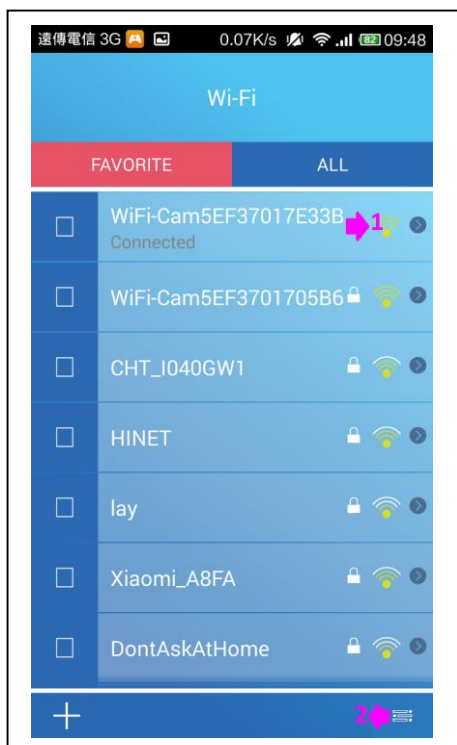 遠傳電信 3G 0.07K/s 82 09:48
Wi-Fi
FAVORITE ALL
WiFi-Cam5EF37017E33B 1
Connected
WiFi-Cam5EF3701705B6
CHT_I040GW1
HINET
lay
Xiaomi_A8FA
DontAskAtHome
2